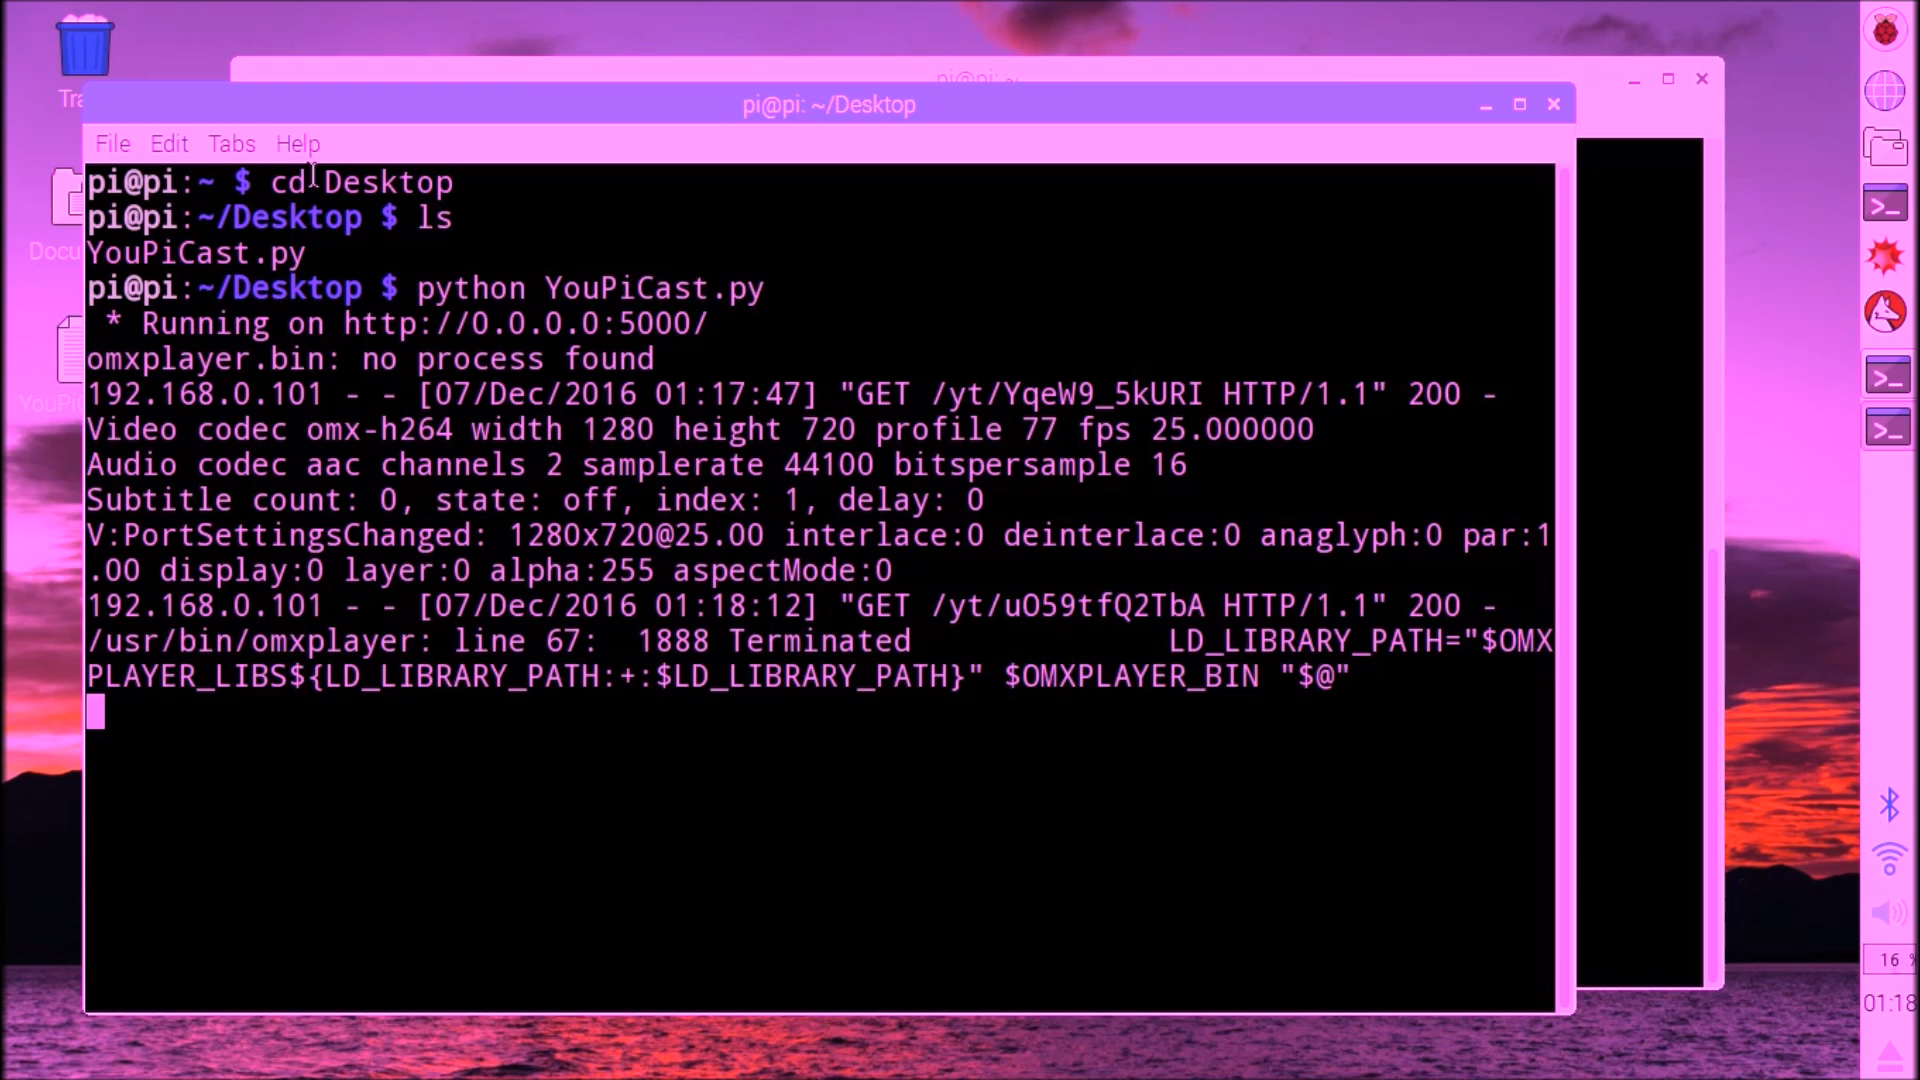 pi@pi: ~
pi@pi: ~/Desktop
File Edit Tabs Help
pi@pi:~ $ cd Desktop
pi@pi:~/Desktop $ ls
YouPiCast.py
pi@pi:~/Desktop $ python YouPiCast.py
 * Running on http://0.0.0.0:5000/
omxplayer.bin: no process found
192.168.0.101 - - [07/Dec/2016 01:17:47] "GET /yt/YqeW9_5kURI HTTP/1.1" 200 -
Video codec omx-h264 width 1280 height 720 profile 77 fps 25.000000
Audio codec aac channels 2 samplerate 44100 bitspersample 16
Subtitle count: 0, state: off, index: 1, delay: 0
V:PortSettingsChanged: 1280x720@25.00 interlace:0 deinterlace:0 anaglyph:0 par:1
.00 display:0 layer:0 alpha:255 aspectMode:0
192.168.0.101 - - [07/Dec/2016 01:18:12] "GET /yt/uO59tfQ2TbA HTTP/1.1" 200 -
/usr/bin/omxplayer: line 67:  1888 Terminated              LD_LIBRARY_PATH="$OMX
PLAYER_LIBS${LD_LIBRARY_PATH:+:$LD_LIBRARY_PATH}" $OMXPLAYER_BIN "$@"
Tra
Docu
YouPi
16 %
01:18